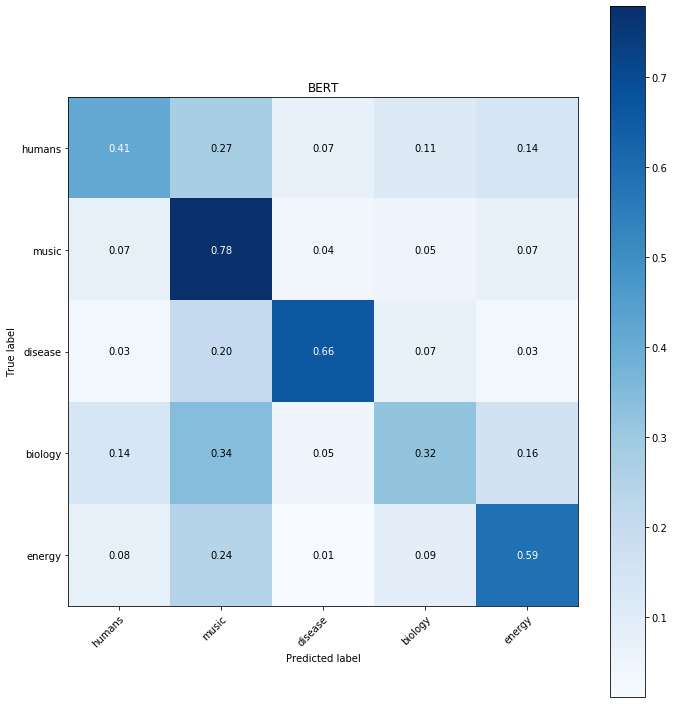 BERT
humans 0.41 0.27 0.07 0.11 0.14
music 0.07 0.78 0.04 0.05 0.07
disease 0.03 0.20 0.66 0.07 0.03
biology 0.14 0.34 0.05 0.32 0.16
energy 0.08 0.24 0.01 0.09 0.59
humans music disease biology energy
Predicted label
True label
0.7
0.6
0.5
0.4
0.3
0.2
0.1